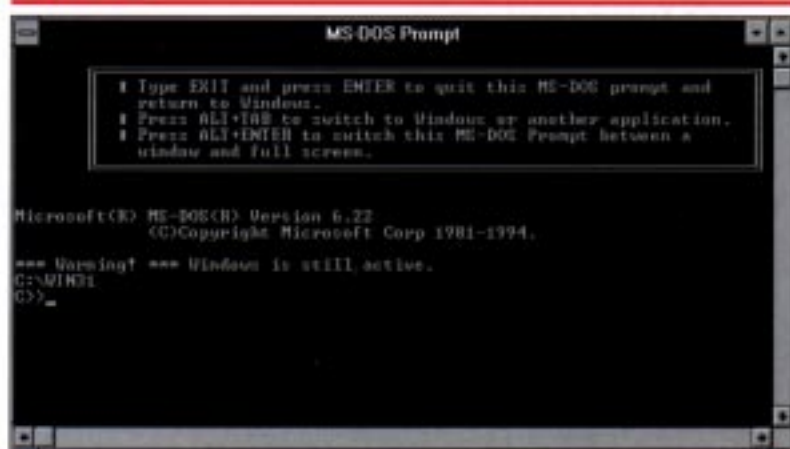 MS-DOS Prompt
Type EXIT and press ENTER to quit this MS-DOS prompt and
return to Windows.
Press ALT+TAB to switch to Windows or another application.
Press ALT+ENTER to switch this MS-DOS Prompt between a
window and full screen.
Microsoft(R) MS-DOS(R) Version 6.22
(C)Copyright Microsoft Corp 1981-1994.
*** Warning! *** Windows is still active.
C:\WIN31
C>>_